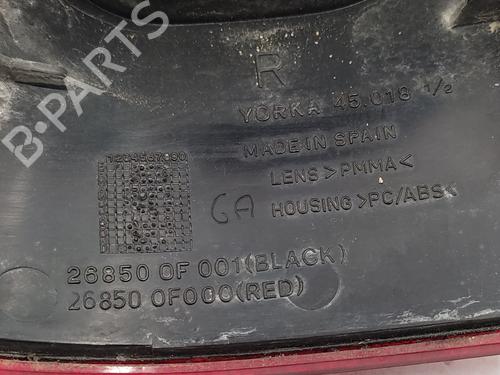 R
YORKA 45.018 1/2
MADE IN SPAIN
LENS>PMMA<
HOUSING>PC/ABS<
1234567890
GA
26850 0F 001(BLACK)
26850 0F000(RED)
B-PARTS